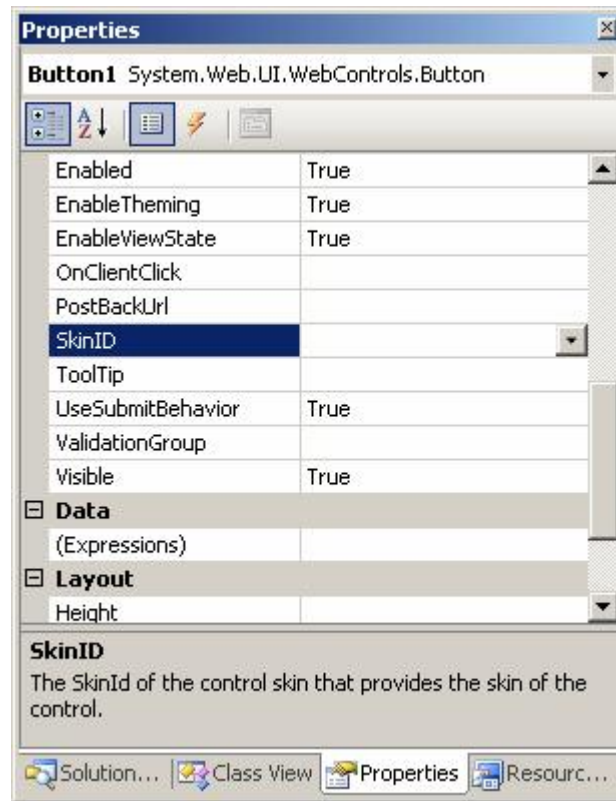 Properties
Button1 System.Web.UI.WebControls.Button
Enabled True
EnableTheming True
EnableViewState True
OnClientClick
PostBackUrl
SkinID
ToolTip
UseSubmitBehavior True
ValidationGroup
Visible True
Data
(Expressions)
Layout
Height
SkinID
The SkinId of the control skin that provides the skin of the
control.
Solution... Class View Properties Resourc...